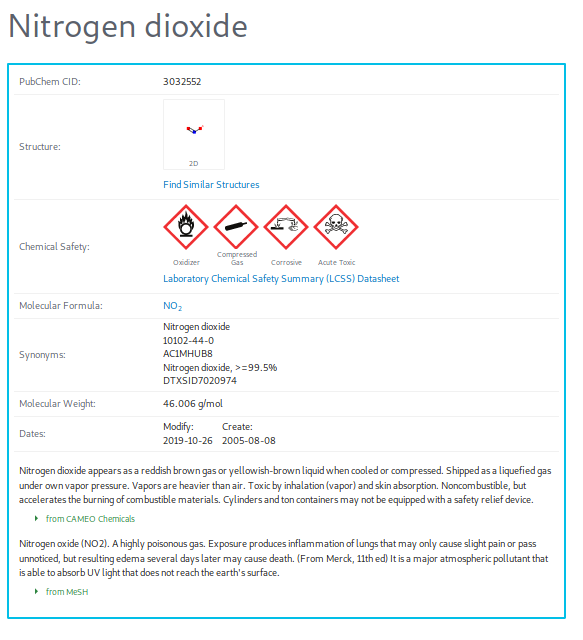 Nitrogen dioxide
PubChem CID: 3032552
Structure:
2D
Find Similar Structures
Chemical Safety:
Oxidizer
Compressed
Gas
Corrosive
Acute Toxic
Laboratory Chemical Safety Summary (LCSS) Datasheet
Molecular Formula: NO2
Synonyms:
Nitrogen dioxide
10102-44-0
AC1MHUB8
Nitrogen dioxide, >=99.5%
DTXSID7020974
Molecular Weight: 46.006 g/mol
Dates:
Modify: Create:
2019-10-26 2005-08-08
Nitrogen dioxide appears as a reddish brown gas or yellowish-brown liquid when cooled or compressed. Shipped as a liquefied gas
under own vapor pressure. Vapors are heavier than air. Toxic by inhalation (vapor) and skin absorption. Noncombustible, but
accelerates the burning of combustible materials. Cylinders and ton containers may not be equipped with a safety relief device.
from CAMEO Chemicals
Nitrogen oxide (NO2). A highly poisonous gas. Exposure produces inflammation of lungs that may only cause slight pain or pass
unnoticed, but resulting edema several days later may cause death. (From Merck, 11th ed) It is a major atmospheric pollutant that
is able to absorb UV light that does not reach the earth's surface.
from MeSH